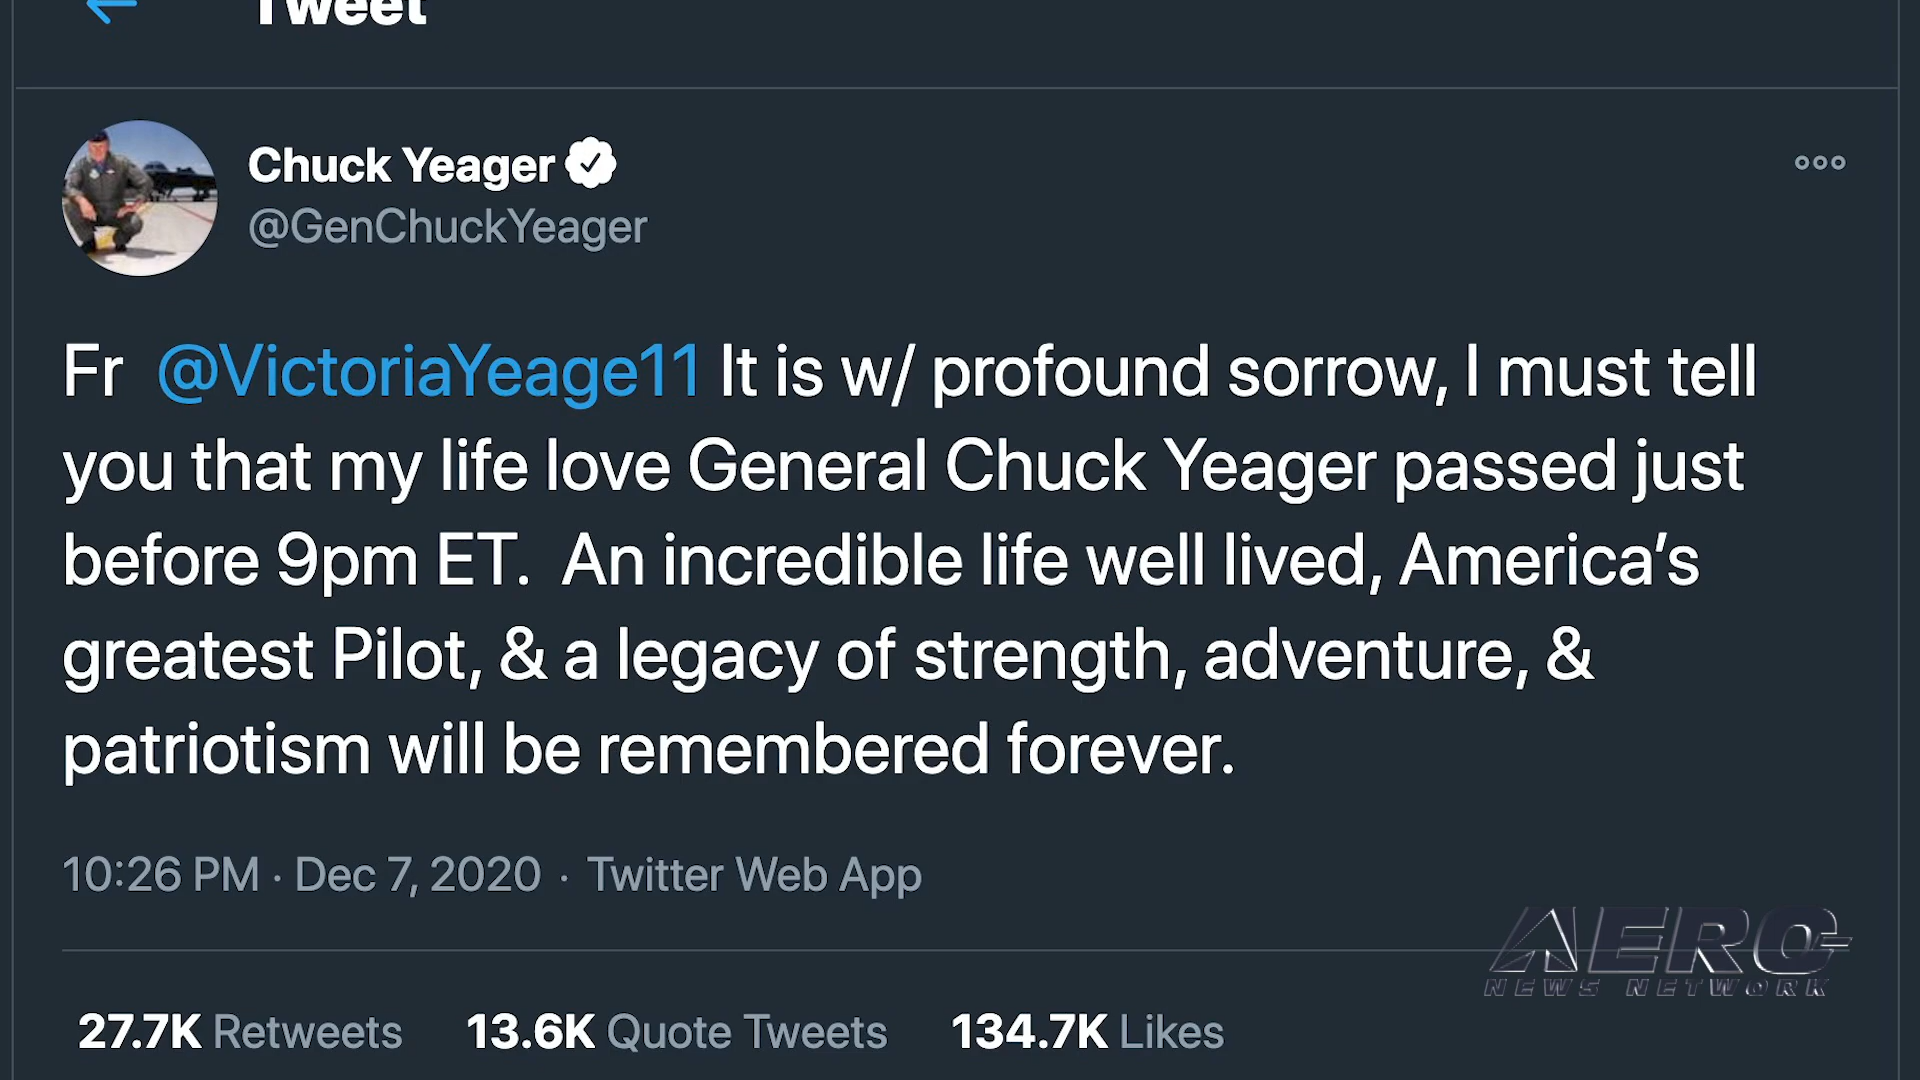 Tweet
Chuck Yeager
@GenChuckYeager
Fr  @VictoriaYeage11 It is w/ profound sorrow, I must tell
you that my life love General Chuck Yeager passed just
before 9pm ET.  An incredible life well lived, America’s
greatest Pilot, & a legacy of strength, adventure, &
patriotism will be remembered forever.
10:26 PM · Dec 7, 2020 · Twitter Web App
AERO
NEWS NETWORK
27.7K Retweets 13.6K Quote Tweets 134.7K Likes